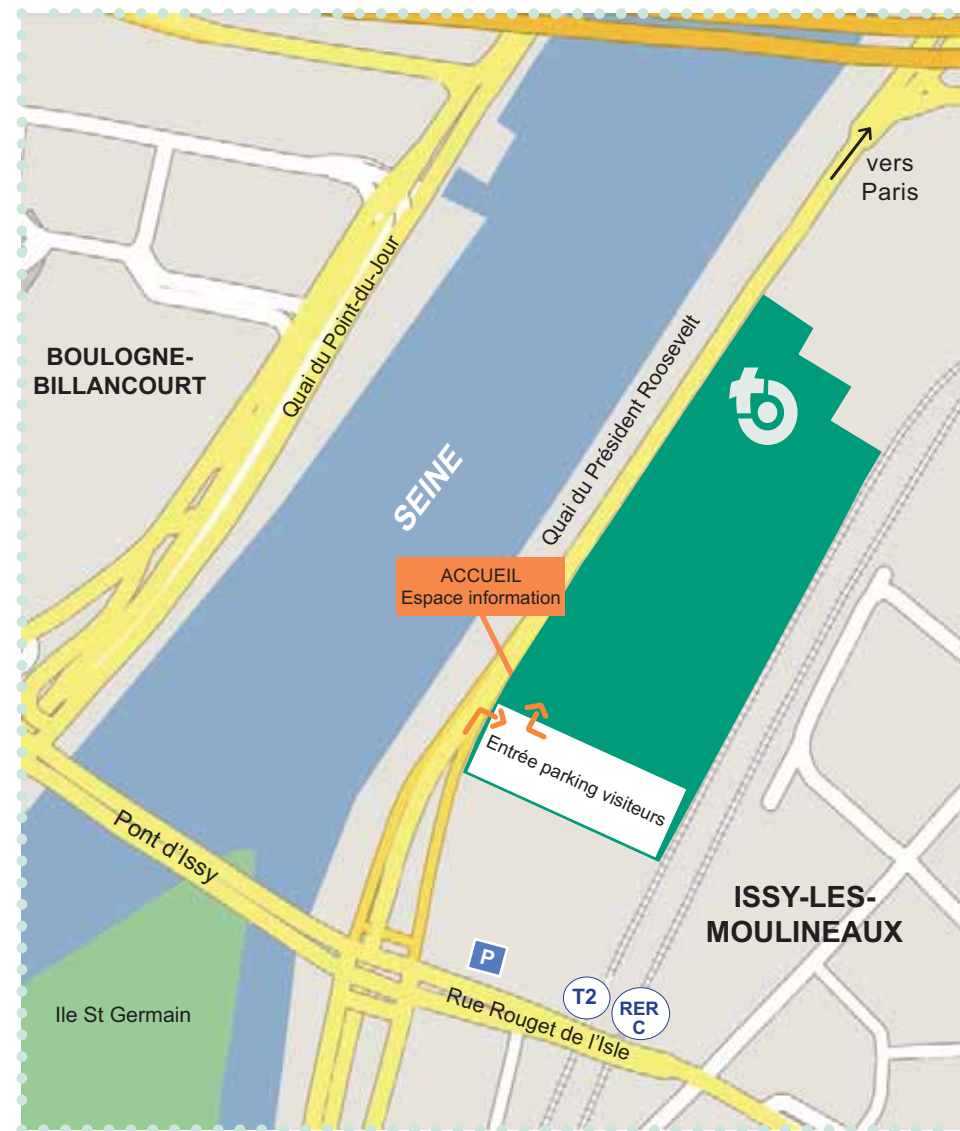 vers
Paris
Quai du Point-du-Jour
BOULOGNE-
BILLANCOURT
Quai du Président Roosevelt
SEINE
ACCUEIL
Espace information
Entrée parking visiteurs
Pont d'Issy
ISSY-LES-
MOULINEAUX
P
T2
RER
C
Rue Rouget de l'Isle
Ile St Germain